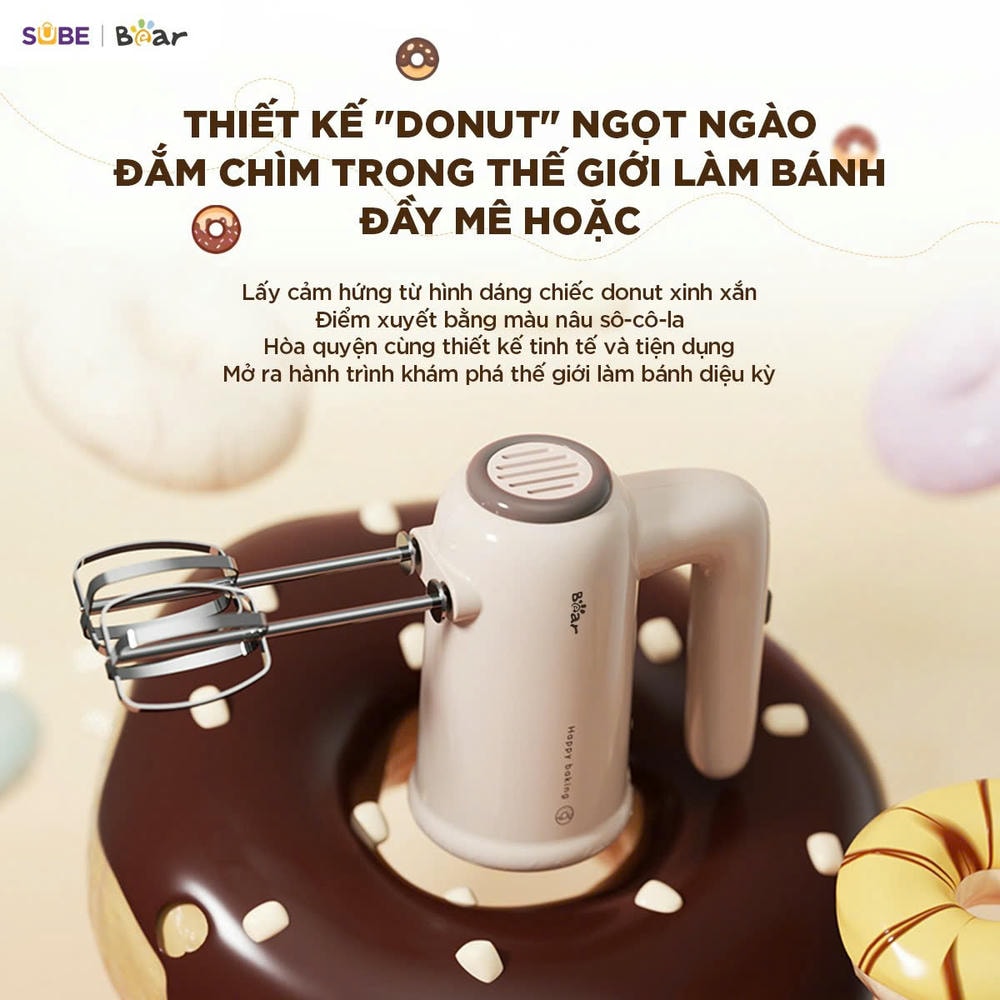 SUBE | Bear
THIẾT KẾ "DONUT" NGỌT NGÀO
ĐẮM CHÌM TRONG THẾ GIỚI LÀM BÁNH
ĐẦY MÊ HOẶC
Lấy cảm hứng từ hình dáng chiếc donut xinh xắn
Điểm xuyết bằng màu nâu sô-cô-la
Hòa quyện cùng thiết kế tinh tế và tiện dụng
Mở ra hành trình khám phá thế giới làm bánh diệu kỳ
Bear
Happy baking